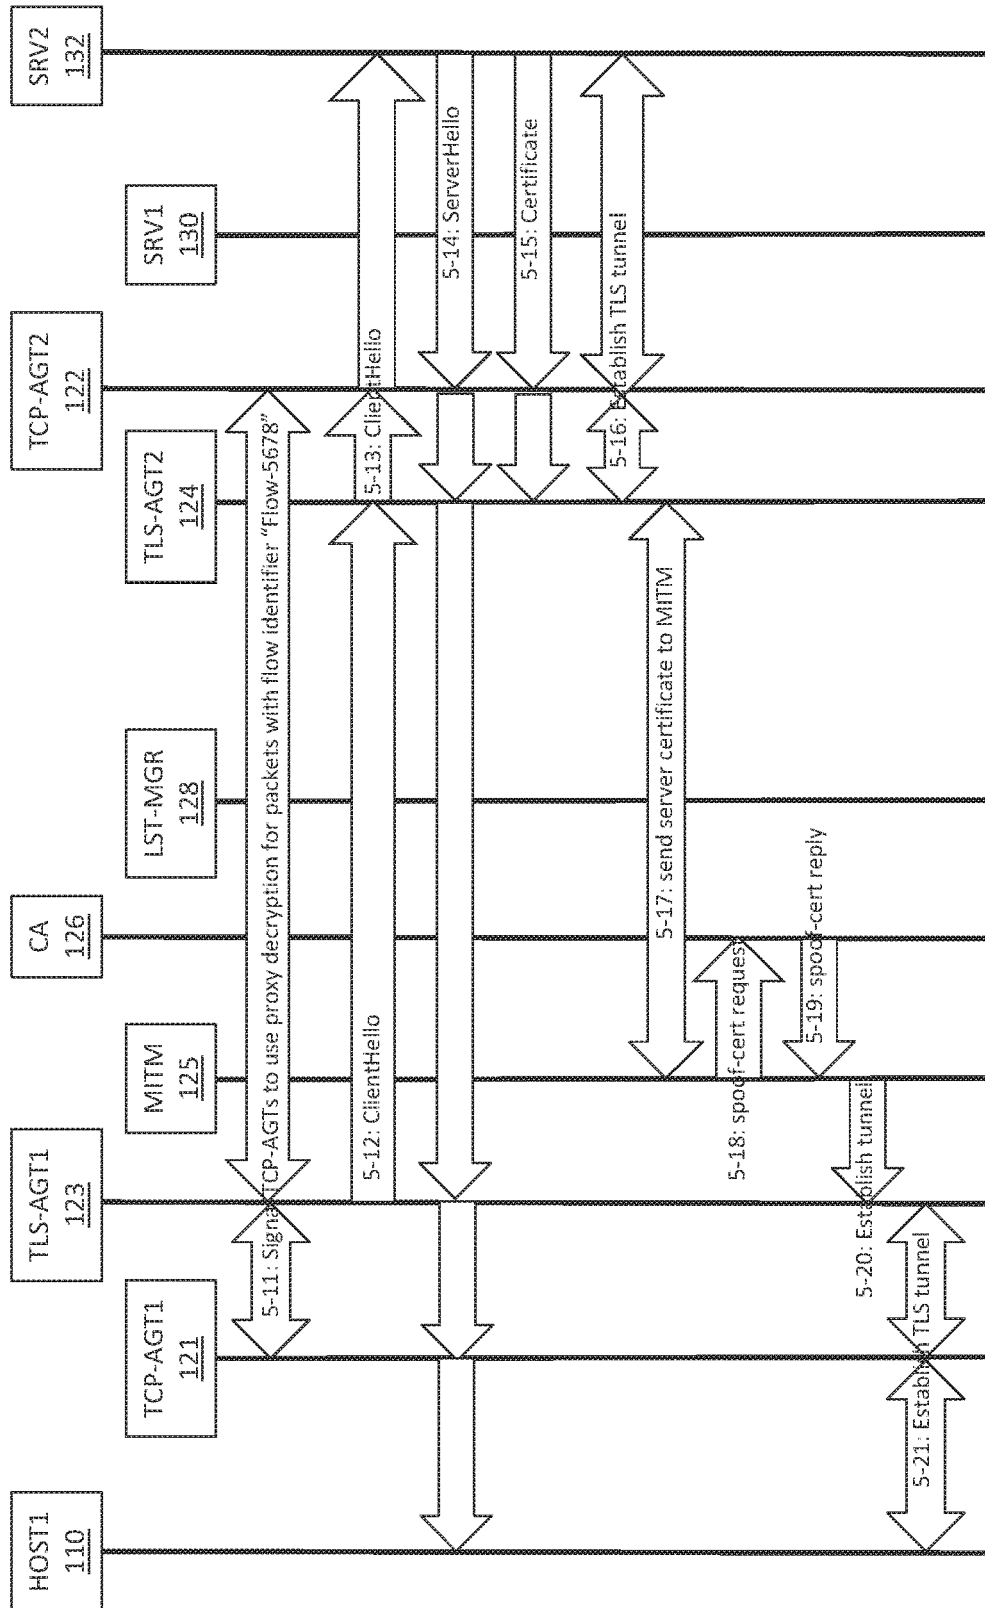 HOST1
110
TCP-AGT1
121
TLS-AGT1
123
MITM
125
CA
126
LST-MGR
128
TLS-AGT2
124
TCP-AGT2
122
SRV1
130
SRV2
132
5-11: Signal TCP-AGTs to use proxy decryption for packets with flow identifier "Flow-5678"
5-12: ClientHello
5-13: ClientHello
5-14: ServerHello
5-15: Certificate
5-16: Establish TLS tunnel
5-17: send server certificate to MITM
5-18: spoof-cert request
5-19: spoof-cert reply
5-20: Establish tunnel
5-21: Establish TLS tunnel